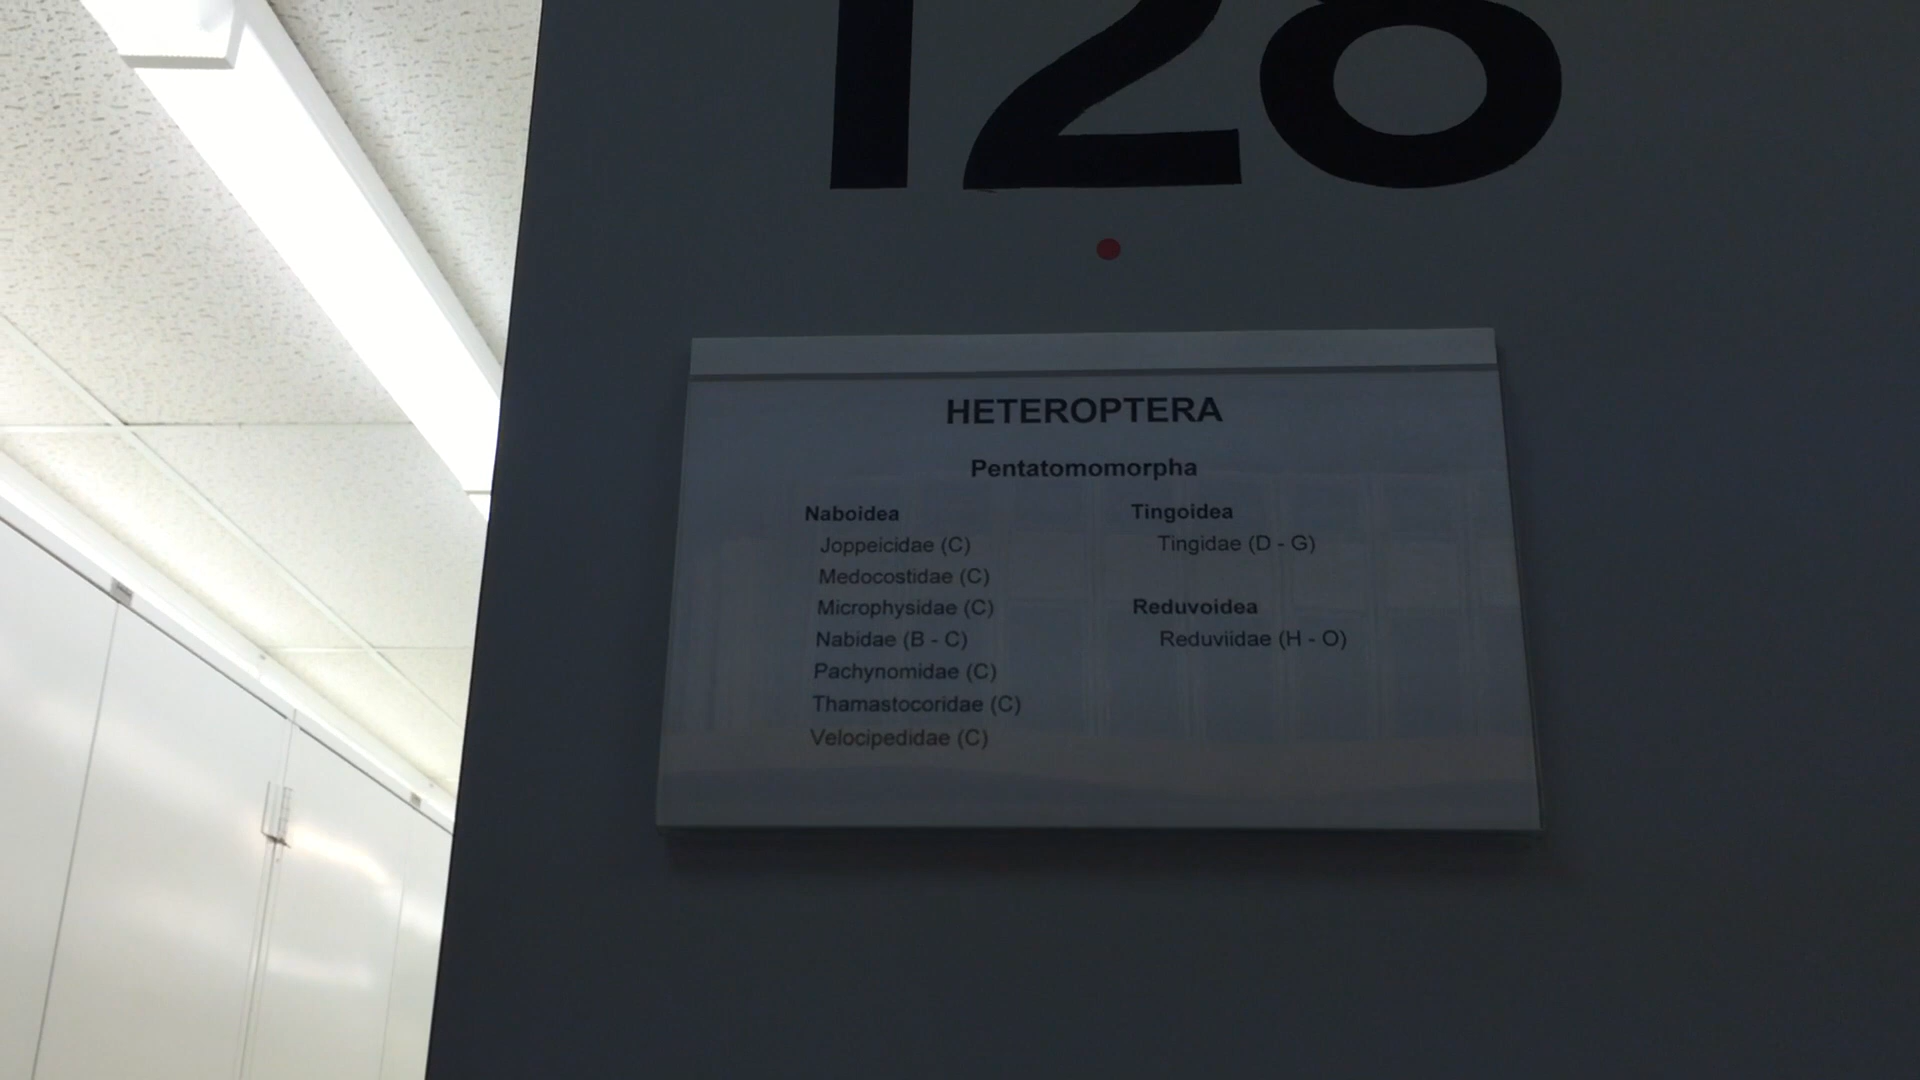 128
HETEROPTERA
Pentatomomorpha
Naboidea
Joppeicidae (C)
Medocostidae (C)
Microphysidae (C)
Nabidae (B - C)
Pachynomidae (C)
Thamastocoridae (C)
Velocipedidae (C)
Tingoidea
Tingidae (D - G)
Reduvoidea
Reduviidae (H - O)